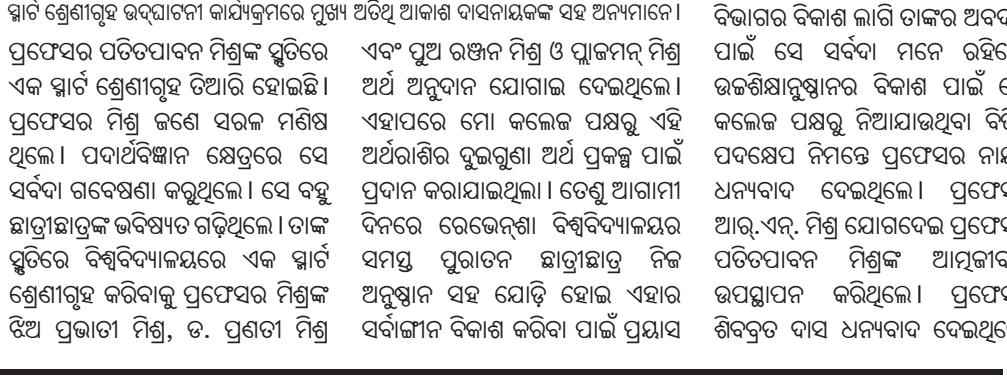 ସ୍ମାର୍ଟ ଶ୍ରେଣୀଗୃହ ଉଦ୍‌ଘାଟନୀ କାର୍ଯ୍ୟକ୍ରମରେ ମୁଖ୍ୟ ଅତିଥି ଆକାଶ ଦାସନାୟକଙ୍କ ସହ ଅନ୍ୟମାନେ।
ପ୍ରଫେସର ପତିତପାବନ ମିଶ୍ରଙ୍କ ସ୍ମୃତିରେ
ଏକ ସ୍ମାର୍ଟ ଶ୍ରେଣୀଗୃହ ତିଆରି ହୋଇଛି।
ପ୍ରଫେସର ମିଶ୍ର ଜଣେ ସରଳ ମଣିଷ
ଥିଲେ। ପଦାର୍ଥବିଜ୍ଞାନ କ୍ଷେତ୍ରରେ ସେ
ସର୍ବଦା ଗବେଷଣା କରୁଥିଲେ। ସେ ବହୁ
ଛାତ୍ରୀଛାତ୍ରଙ୍କ ଭବିଷ୍ୟତ ଗଢ଼ିଥିଲେ। ତାଙ୍କ
ସ୍ମୃତିରେ ବିଶ୍ୱବିଦ୍ୟାଳୟରେ ଏକ ସ୍ମାର୍ଟ
ଶ୍ରେଣୀଗୃହ କରିବାକୁ ପ୍ରଫେସର ମିଶ୍ରଙ୍କ
ଝିଅ ପ୍ରଭାତୀ ମିଶ୍ର, ଡ. ପ୍ରଣତୀ ମିଶ୍ର
ଏବଂ ପୁଅ ରଞ୍ଜନ ମିଶ୍ର ଓ ପ୍ଲାଜମନ୍ ମିଶ୍ର
ଅର୍ଥ ଅନୁଦାନ ଯୋଗାଇ ଦେଇଥିଲେ।
ଏହାପରେ ମୋ କଲେଜ ପକ୍ଷରୁ ଏହି
ଅର୍ଥରାଶିର ଦୁଇଗୁଣା ଅର୍ଥ ପ୍ରକଳ୍ପ ପାଇଁ
ପ୍ରଦାନ କରାଯାଇଥିଲା। ତେଣୁ ଆଗାମୀ
ଦିନରେ ରେଭେନ୍ସା ବିଶ୍ୱବିଦ୍ୟାଳୟର
ସମସ୍ତ ପୁରାତନ ଛାତ୍ରୀଛାତ୍ର ନିଜ
ଅନୁଷ୍ଠାନ ସହ ଯୋଡ଼ି ହୋଇ ଏହାର
ସର୍ବାଙ୍ଗୀନ ବିକାଶ କରିବା ପାଇଁ ପ୍ରୟାସ
ବିଭାଗର ବିକାଶ ଲାଗି ତାଙ୍କର
ପାଇଁ ସେ ସର୍ବଦା ମନେ
ଉଚ୍ଚଶିକ୍ଷାନୁଷ୍ଠାନର ବିକାଶ ପାଇଁ
କଲେଜ ପକ୍ଷରୁ ନିଆଯାଉଥିବା
ପଦକ୍ଷେପ ନିମନ୍ତେ ପ୍ରଫେସର
ଧନ୍ୟବାଦ ଦେଇଥିଲେ।
ଆର୍.ଏନ୍. ମିଶ୍ର ଯୋଗଦେଇ
ପତିତପାବନ ମିଶ୍ରଙ୍କ
ଉପସ୍ଥାପନ କରିଥିଲେ।
ଶିବବ୍ରତ ଦାସ ଧନ୍ୟବାଦ